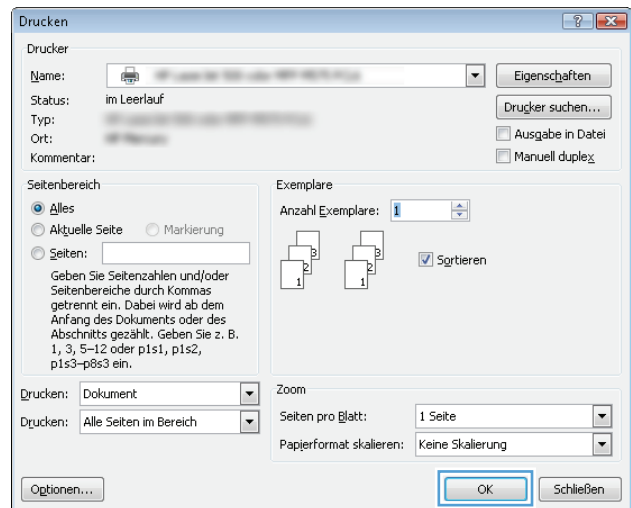 Drucken
Drucker
Name:
Eigenschaften
Status: im Leerlauf
Drucker suchen...
Typ:
Ort:
Ausgabe in Datei
Kommentar:
Manuell duplex
Seitenbereich
Alles
Aktuelle Seite Markierung
Seiten:
Geben Sie Seitenzahlen und/oder
Seitenbereiche durch Kommas
getrennt ein. Dabei wird ab dem
Anfang des Dokuments oder des
Abschnitts gezählt. Geben Sie z. B.
1, 3, 5–12 oder p1s1, p1s2,
p1s3–p8s3 ein.
Exemplare
Anzahl Exemplare: 1
3 3
2 2
1 1
Sortieren
Drucken: Dokument
Drucken: Alle Seiten im Bereich
Zoom
Seiten pro Blatt: 1 Seite
Papierformat skalieren: Keine Skalierung
Optionen...
OK
Schließen